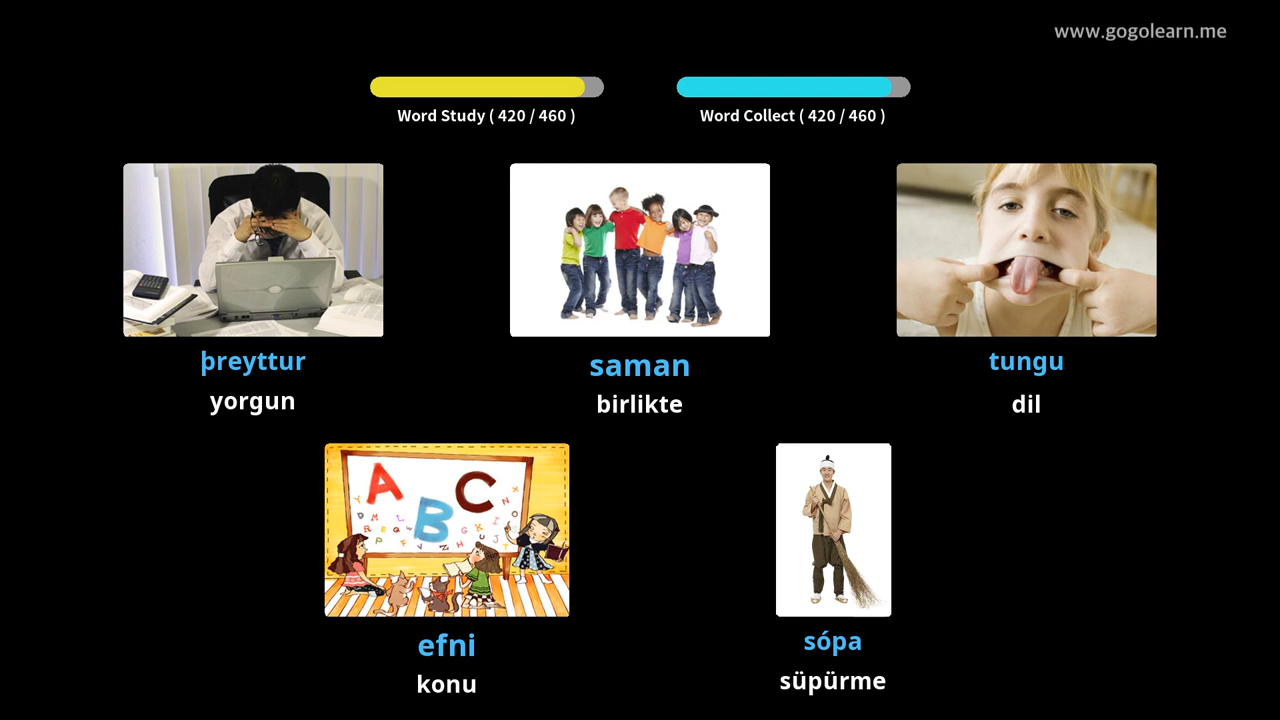 www.gogolearn.me
Word Study ( 420 / 460 )
Word Collect ( 420 / 460 )
þreyttur
yorgun
saman
birlikte
tungu
dil
A B C
efni
konu
sópa
süpürme